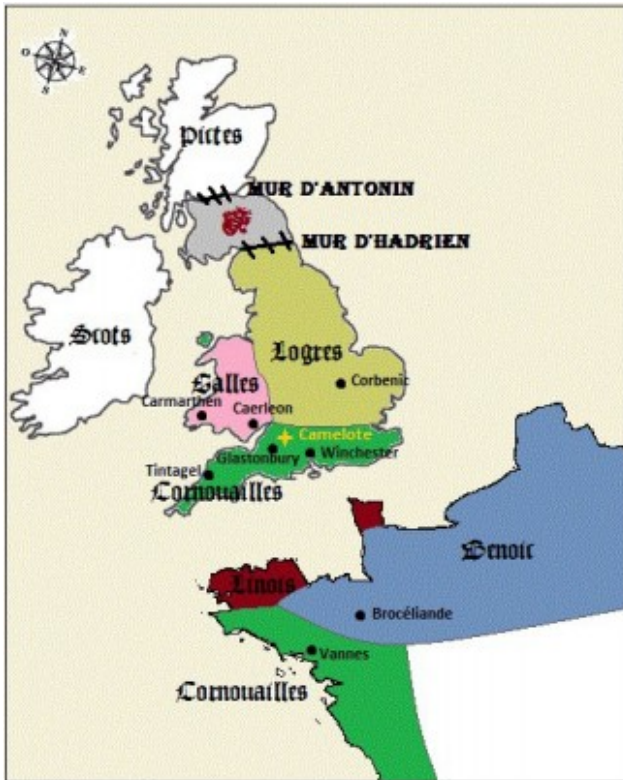 N
O
E
S
Pictes
MUR D'ANTONIN
MUR D'HADRIEN
Scots
Logres
Galles
Corbenic
Carmarthen
Caerleon
Camelote
Glastonbury
Winchester
Tintagel
Cornouailles
Benoic
Linois
Brocéliande
Vannes
Cornouailles